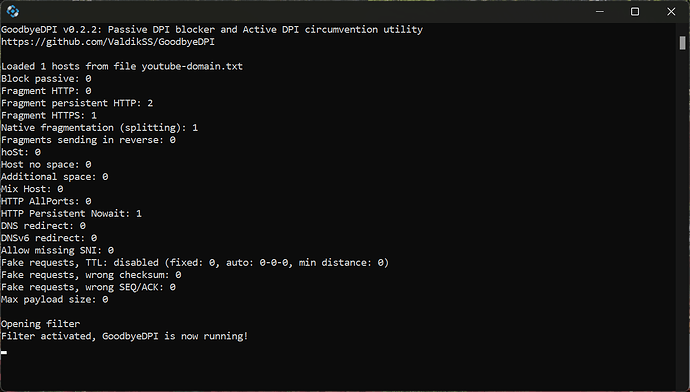 GoodbyeDPI v0.2.2: Passive DPI blocker and Active DPI circumvention utility
https://github.com/ValdikSS/GoodbyeDPI
Loaded 1 hosts from file youtube-domain.txt
Block passive: 0
Fragment HTTP: 0
Fragment persistent HTTP: 2
Fragment HTTPS: 1
Native fragmentation (splitting): 1
Fragments sending in reverse: 0
hoSt: 0
Host no space: 0
Additional space: 0
Mix Host: 0
HTTP AllPorts: 0
HTTP Persistent Nowait: 1
DNS redirect: 0
DNSv6 redirect: 0
Allow missing SNI: 0
Fake requests, TTL: disabled (fixed: 0, auto: 0-0-0, min distance: 0)
Fake requests, wrong checksum: 0
Fake requests, wrong SEQ/ACK: 0
Max payload size: 0
Opening filter
Filter activated, GoodbyeDPI is now running!